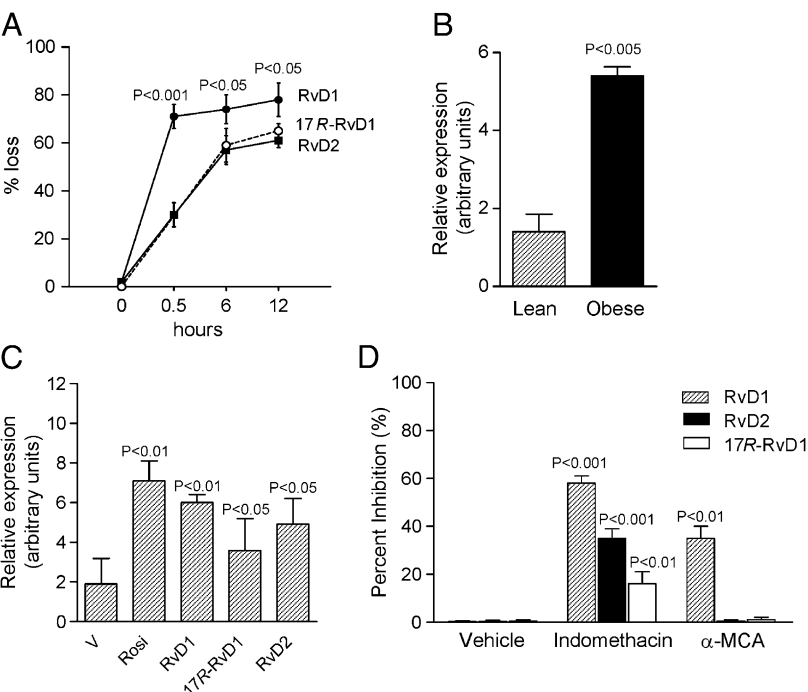 A
100
80
60
40
20
0
% loss
P<0.001
P<0.05
P<0.05
RvD1
17R-RvD1
RvD2
0 0.5 6 12
hours
B
6
4
2
0
Relative expression
(arbitrary units)
P<0.005
Lean Obese
C
12
10
8
6
4
2
0
Relative expression
(arbitrary units)
P<0.01
P<0.01
P<0.05
P<0.05
V Rosi RvD1 17R-RvD1 RvD2
D
100
80
60
40
20
0
Percent Inhibition (%)
RvD1
RvD2
17R-RvD1
P<0.001
P<0.001
P<0.01
P<0.01
Vehicle Indomethacin α-MCA